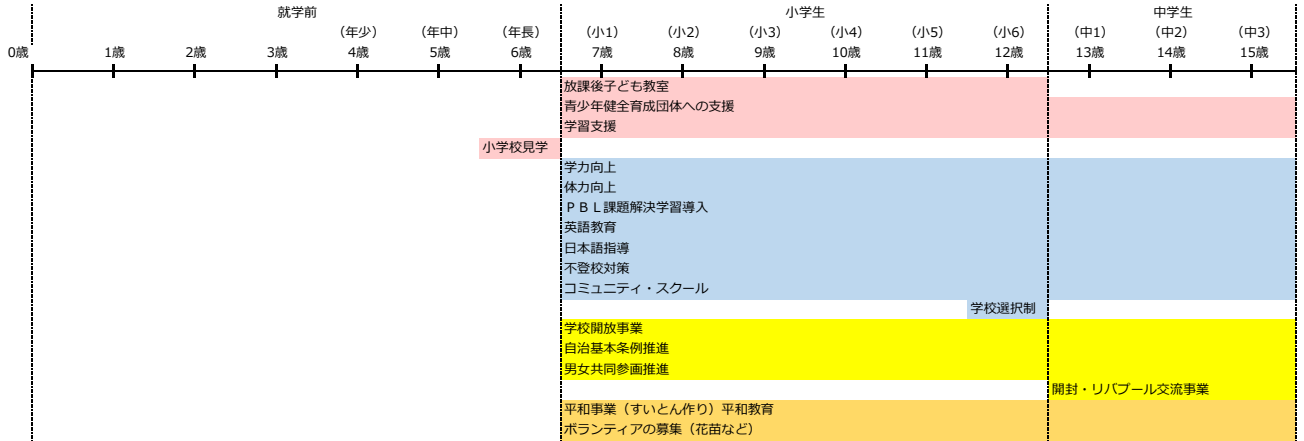 就学前 小学生 中学生
（年少） （年中） （年長） （小1） （小2） （小3） （小4） （小5） （小6） （中1） （中2） （中3）
0歳 1歳 2歳 3歳 4歳 5歳 6歳 7歳 8歳 9歳 10歳 11歳 12歳 13歳 14歳 15歳
放課後子ども教室
青少年健全育成団体への支援
学習支援
小学校見学
学力向上
体力向上
ＰＢＬ課題解決学習導入
英語教育
日本語指導
不登校対策
コミュニティ・スクール
学校選択制
学校開放事業
自治基本条例推進
男女共同参画推進
開封・リバプール交流事業
平和事業（すいとん作り）平和教育
ボランティアの募集（花苗など）